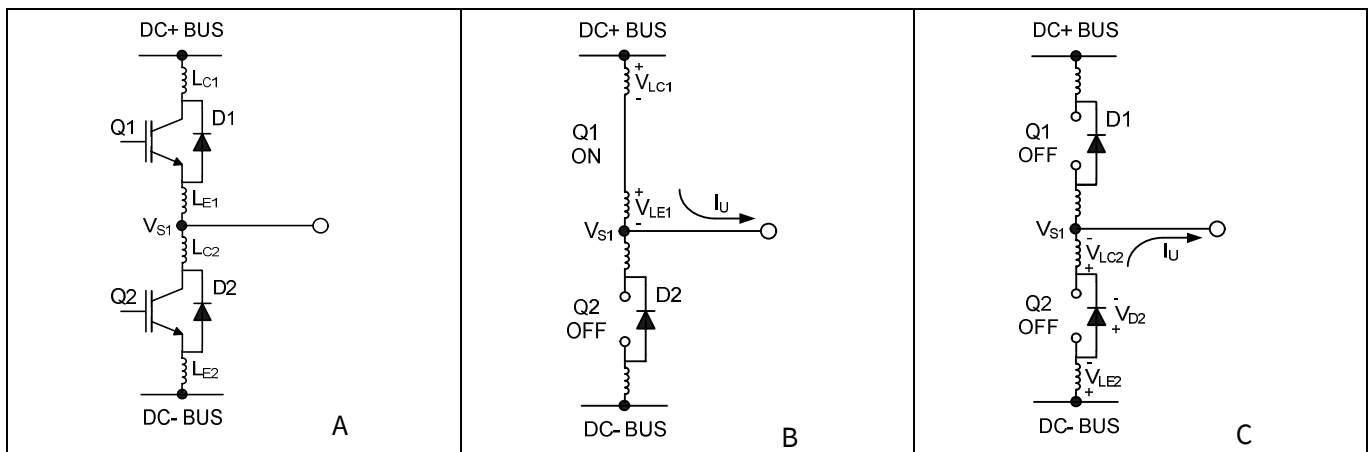 DC+ BUS
LC1
Q1
D1
LE1
VS1
LC2
Q2
D2
LE2
DC- BUS
A
DC+ BUS
+
VLC1
-
Q1
ON
+
VLE1
-
IU
VS1
Q2
OFF
D2
DC- BUS
B
DC+ BUS
D1
Q1
OFF
VS1
-
VLC2
+
IU
Q2
OFF
-
VD2
+
-
VLE2
+
DC- BUS
C